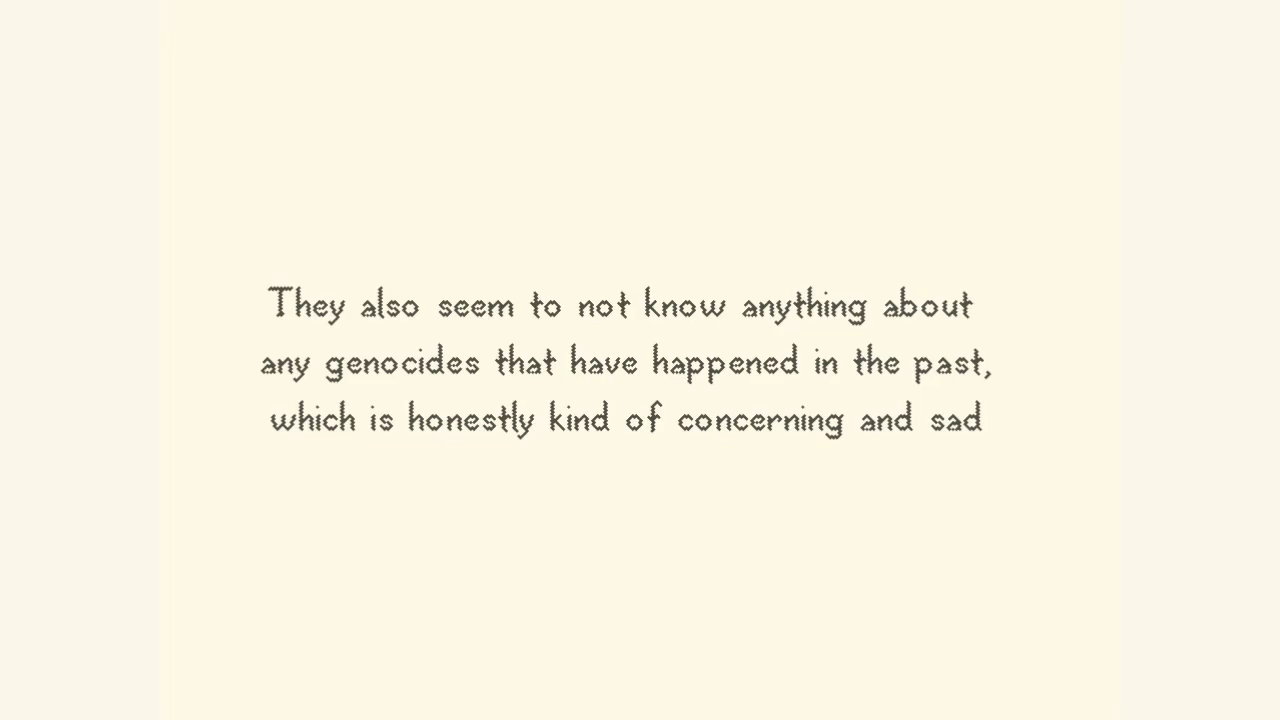 They also seem to not know anything about
any genocides that have happened in the past,
which is honestly kind of concerning and sad